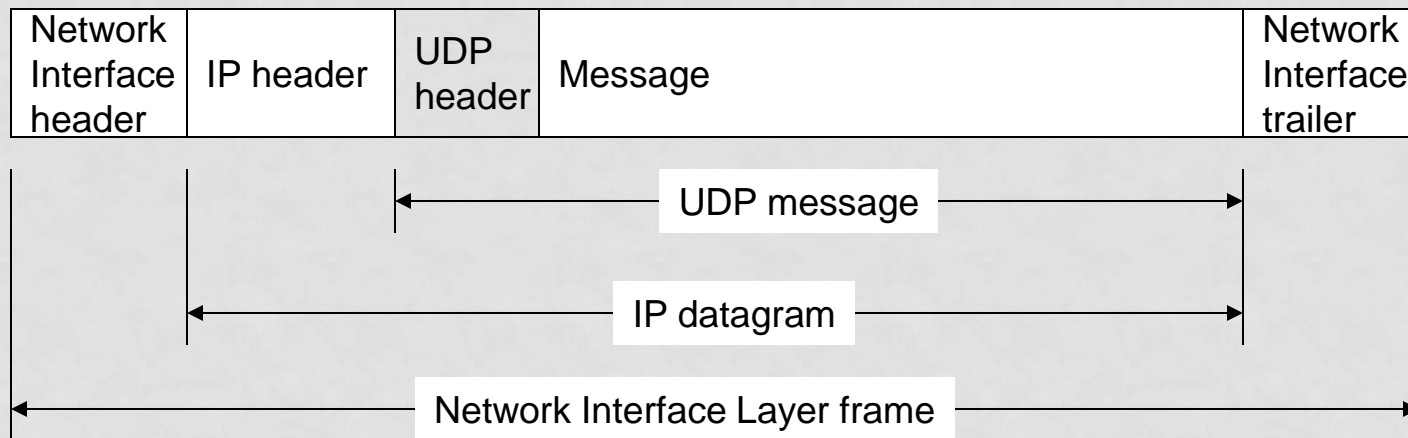 Network
Interface
header
IP header
UDP
header
Message
Network
Interface
trailer
UDP message
IP datagram
Network Interface Layer frame